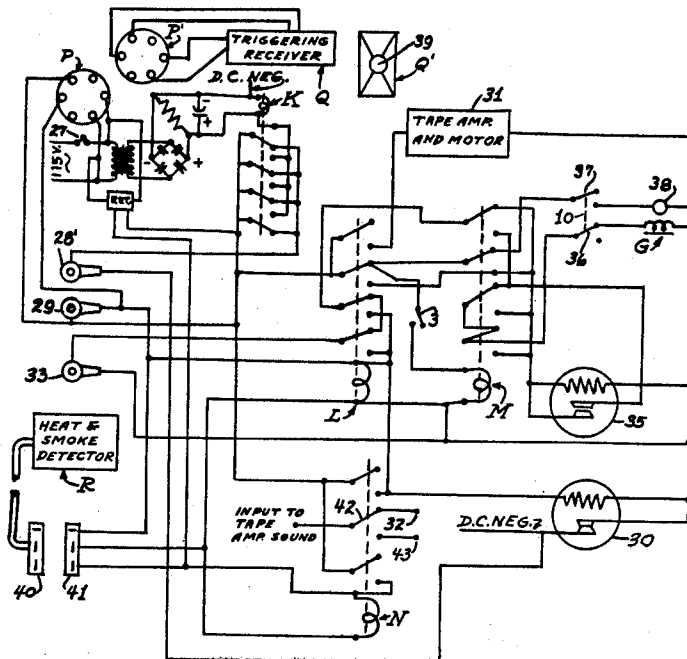 P
P'
TRIGGERING
RECEIVER
Q
39
Q'
D.C. NEG.
K
31
TAPE AMP.
AND MOTOR
27
115 V.
-
+
+
REC
37
38
10
36
G
28'
29
33
3
L
M
35
HEAT &
SMOKE
DETECTOR
R
42
INPUT TO
TAPE
AMP. SOUND
32
43
D.C. NEG.
30
40
41
N